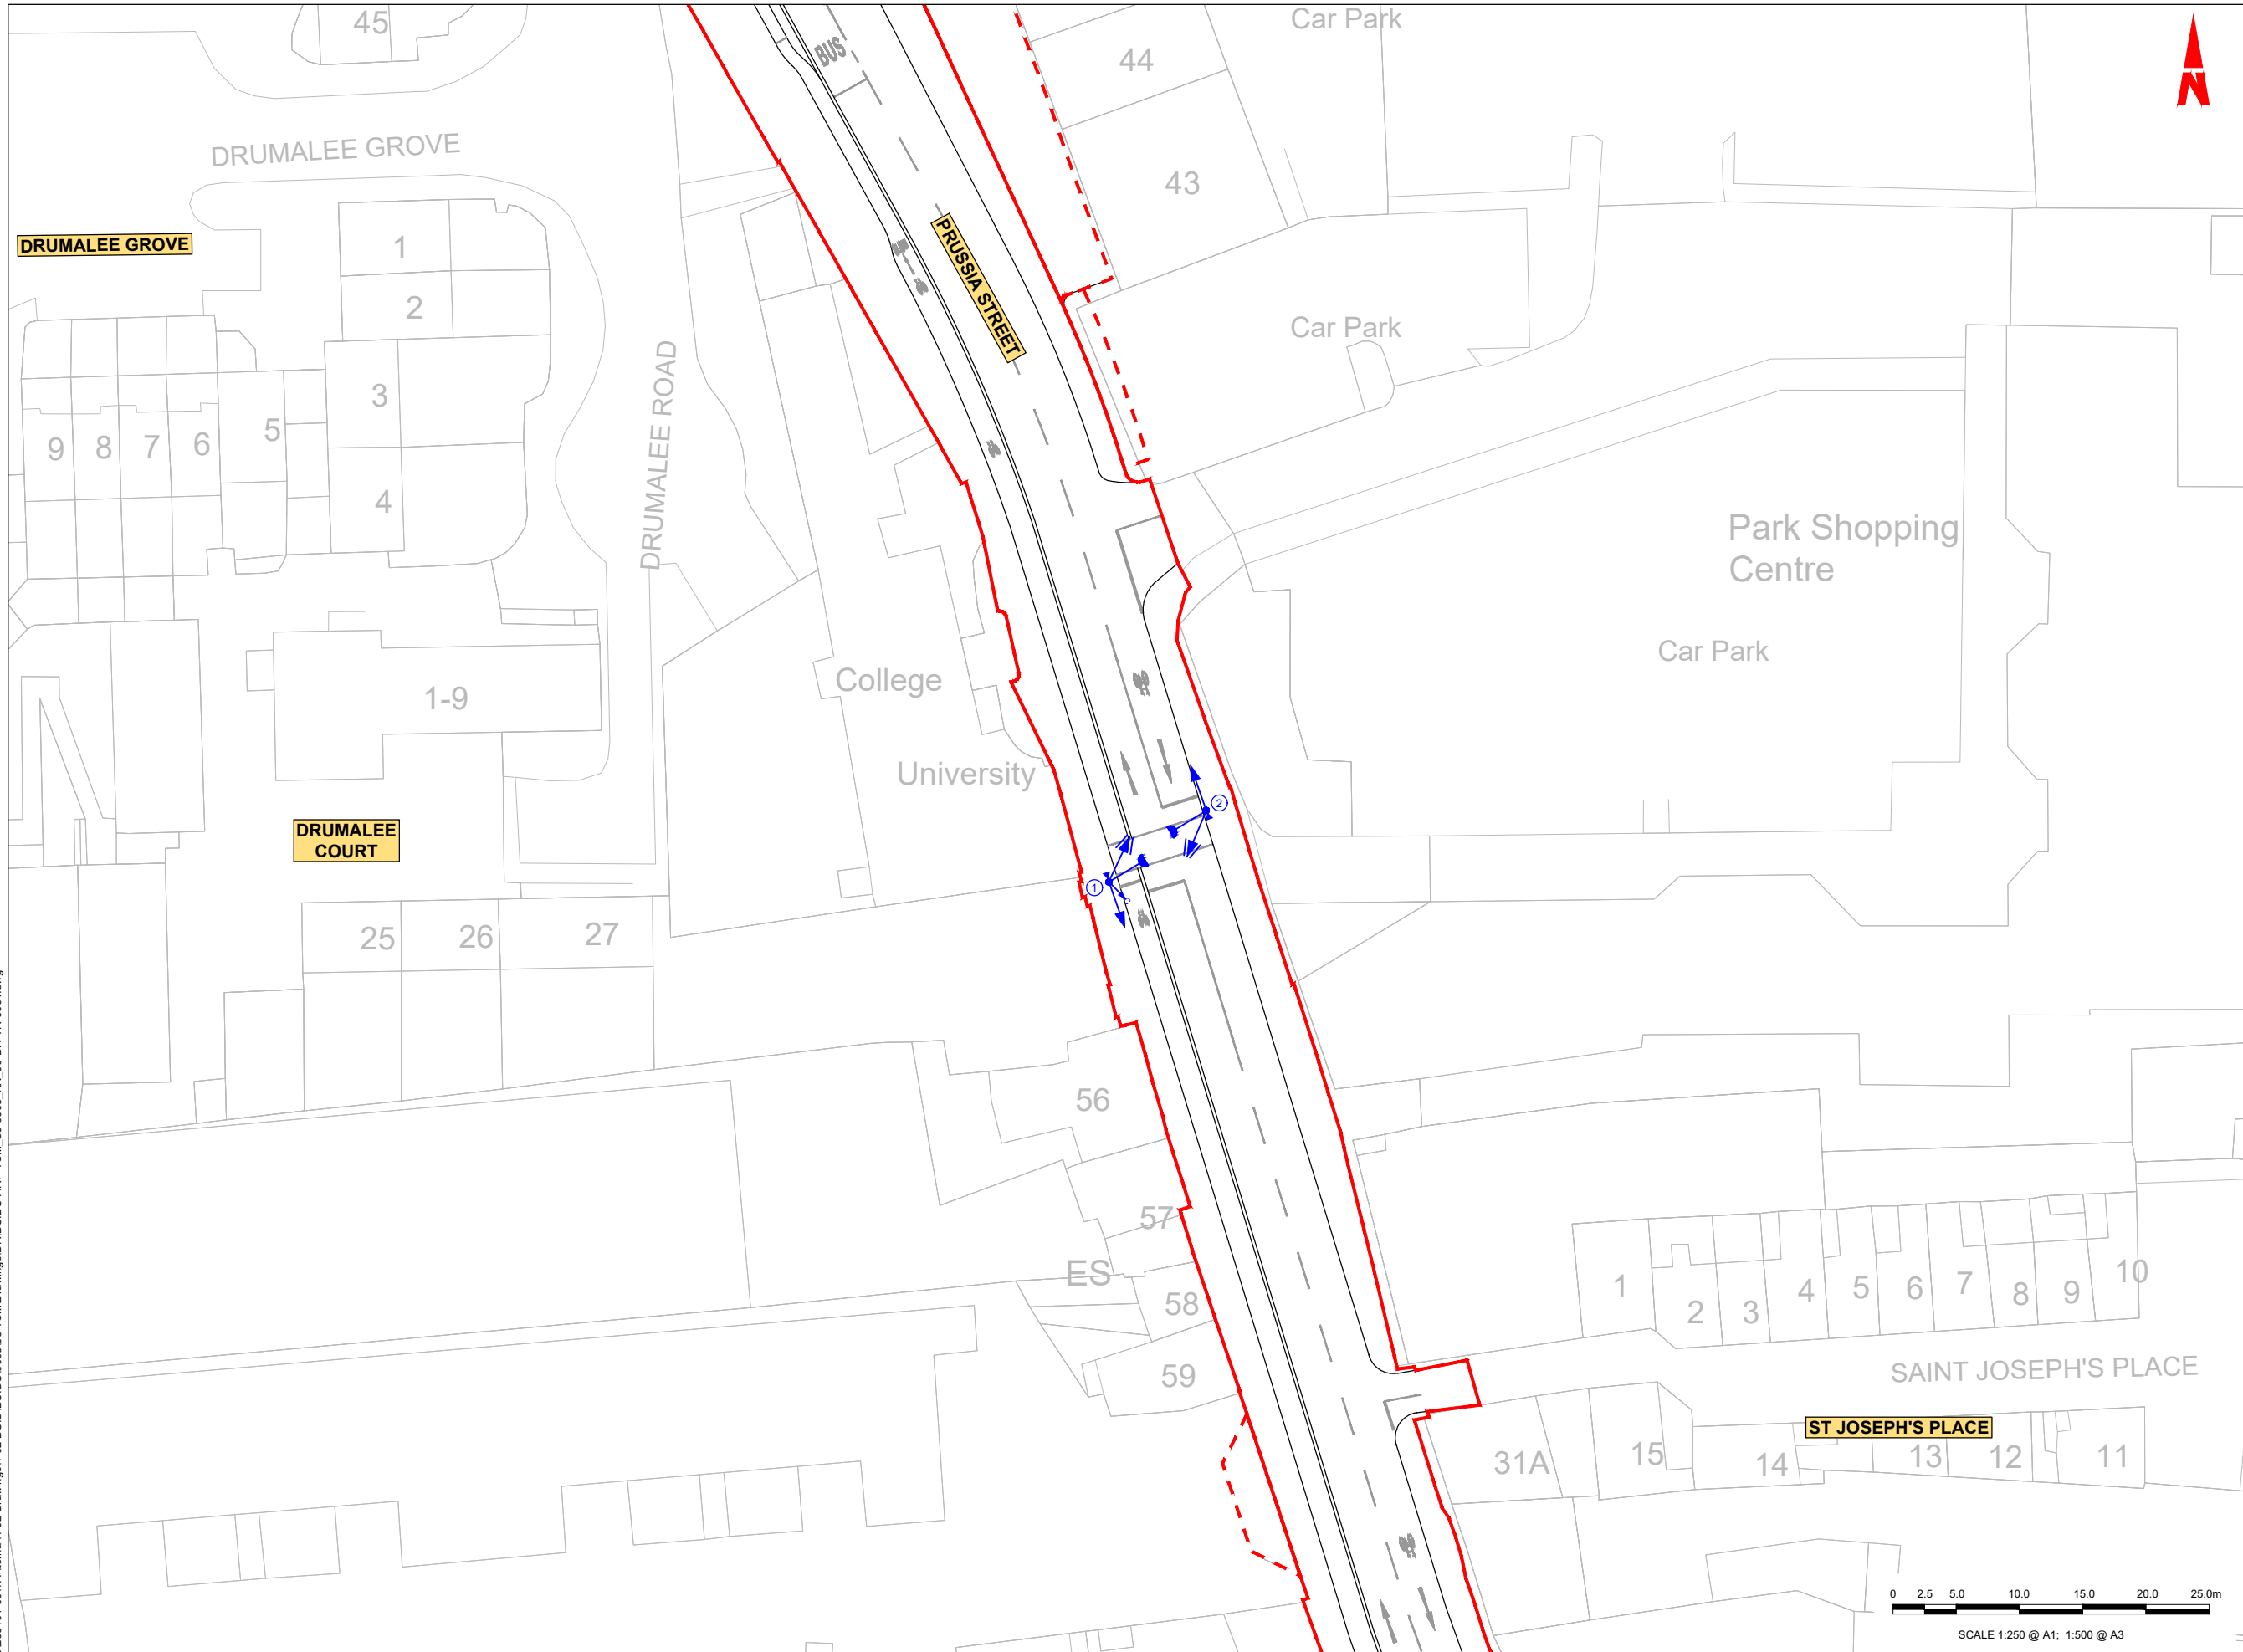 45
Car Park
44
N
BUS
DRUMALEE GROVE
43
DRUMALEE GROVE
1
PRUSSIA STREET
2
Car Park
DRUMALEE ROAD
3
9
8
7
6
5
4
Park Shopping
Centre
Car Park
College
1-9
University
2
DRUMALEE
COURT
1
25
26
27
56
57
ES
58
59
1
2
3
4
5
6
7
8
9
10
SAINT JOSEPH'S PLACE
ST JOSEPH'S PLACE
31A
15
14
13
12
11
0 2.5 5.0 10.0 15.0 20.0 25.0m
SCALE 1:250 @ A1; 1:500 @ A3